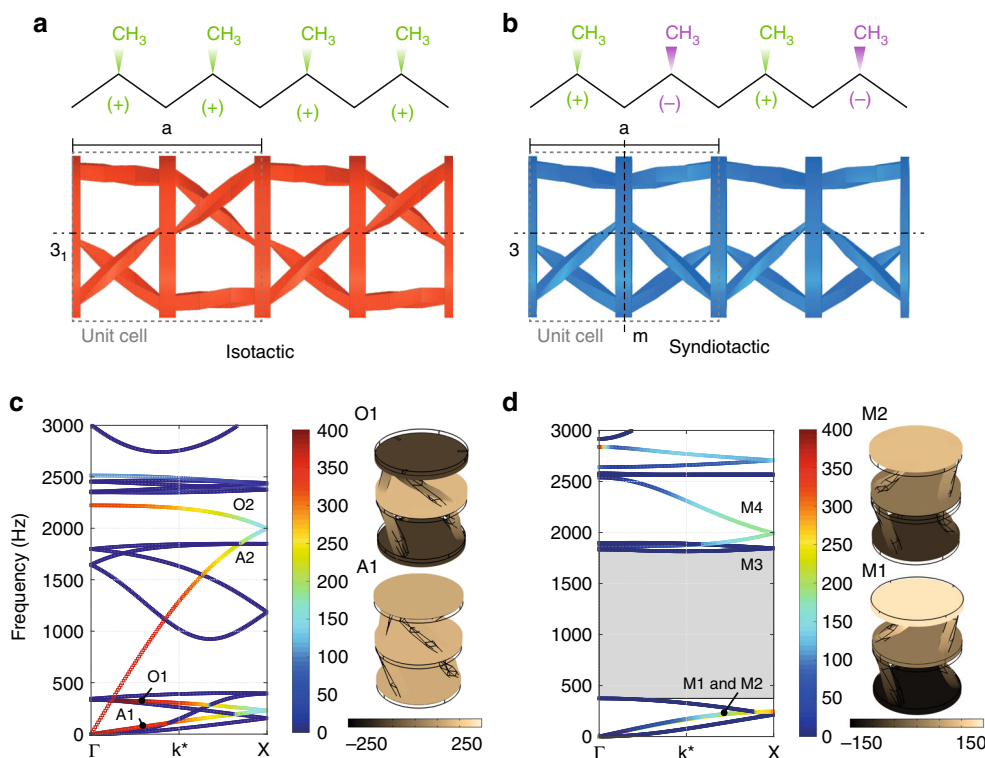 a
CH3 CH3 CH3 CH3
(+) (+) (+) (+)
a
3₁
Unit cell
Isotactic
b
CH3 CH3 CH3 CH3
(+) (−) (+) (−)
a
3
Unit cell
m
Syndiotactic
c
Frequency (Hz)
3000
2500
2000
1500
1000
500
0
Γ k* X
O2
A2
O1
A1
400
350
300
250
200
150
100
50
0
O1
A1
−250 250
d
3000
2500
2000
1500
1000
500
0
Γ k* X
M4
M3
M1 and M2
400
350
300
250
200
150
100
50
0
M2
M1
−150 150